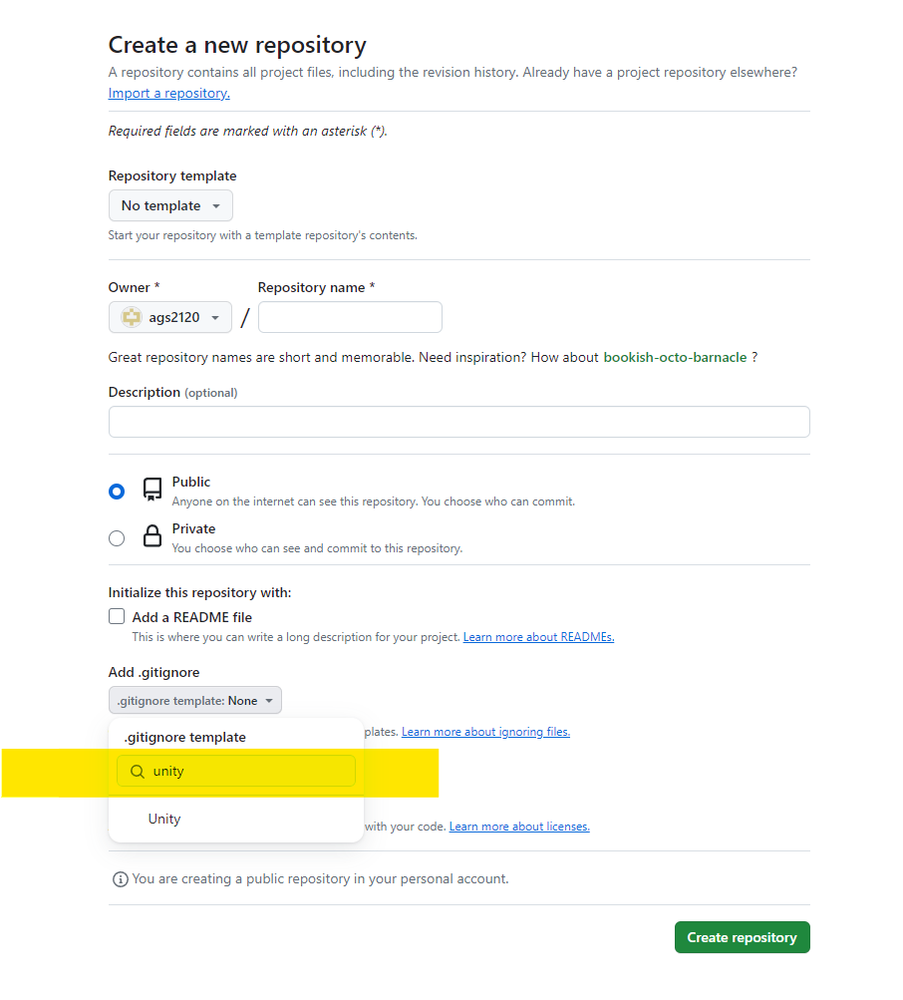 Create a new repository
A repository contains all project files, including the revision history. Already have a project repository elsewhere?
Import a repository.
Required fields are marked with an asterisk (*).
Repository template
No template
Start your repository with a template repository's contents.
Owner * Repository name *
ags2120 /
Great repository names are short and memorable. Need inspiration? How about bookish-octo-barnacle ?
Description (optional)
Public
Anyone on the internet can see this repository. You choose who can commit.
Private
You choose who can see and commit to this repository.
Initialize this repository with:
Add a README file
This is where you can write a long description for your project. Learn more about READMEs.
Add .gitignore
.gitignore template: None
plates. Learn more about ignoring files.
.gitignore template
unity
Unity
with your code. Learn more about licenses.
You are creating a public repository in your personal account.
Create repository